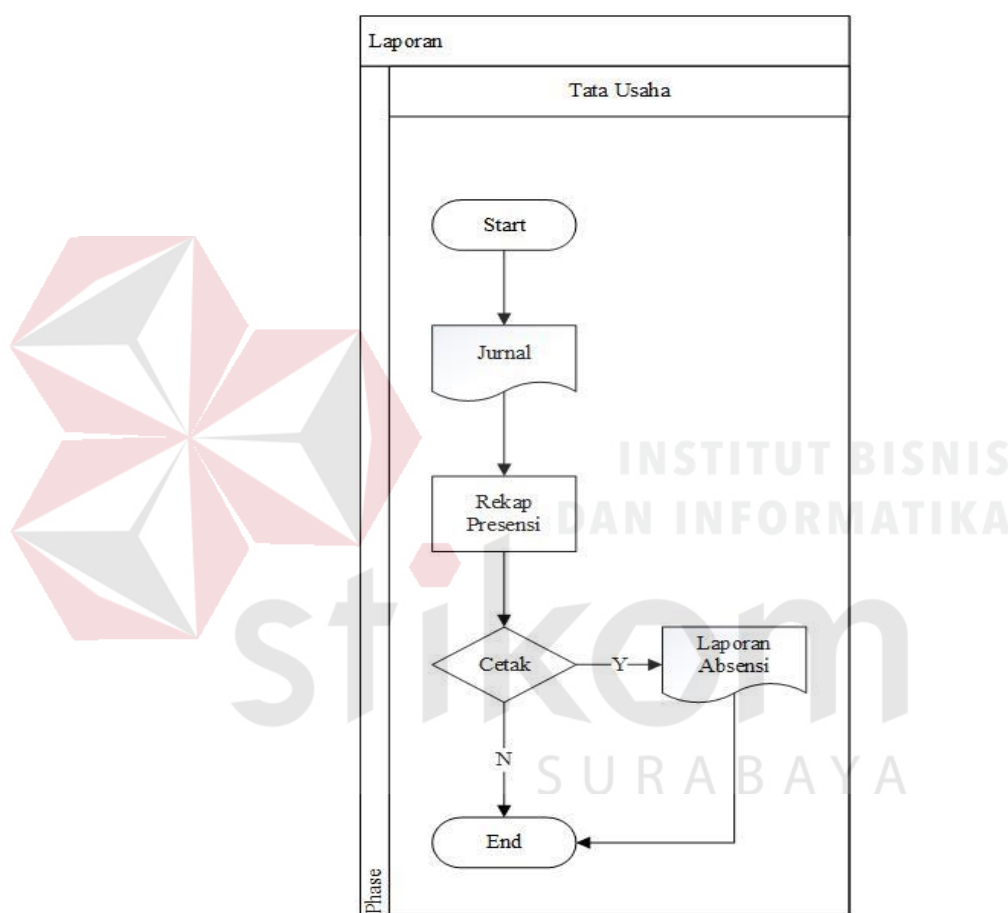 Laporan
Tata Usaha
Start
Jurnal
Rekap
Presensi
Cetak
Y
Laporan
Absensi
N
End
Phase
INSTITUT BISNIS
DAN INFORMATIKA
stikom
SURABAYA